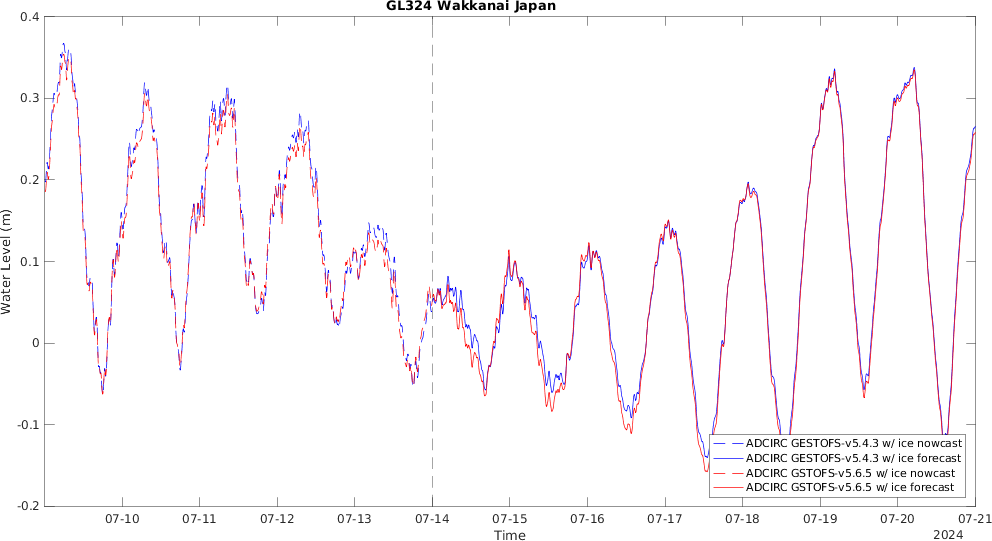 GL324 Wakkanai Japan
0.4
0.3
0.2
0.1
0
-0.1
-0.2
Water Level (m)
ADCIRC GESTOFS-v5.4.3 w/ ice nowcast
ADCIRC GESTOFS-v5.4.3 w/ ice forecast
ADCIRC GSTOFS-v5.6.5 w/ ice nowcast
ADCIRC GSTOFS-v5.6.5 w/ ice forecast
07-10 07-11 07-12 07-13 07-14 07-15 07-16 07-17 07-18 07-19 07-20 07-21
Time 2024